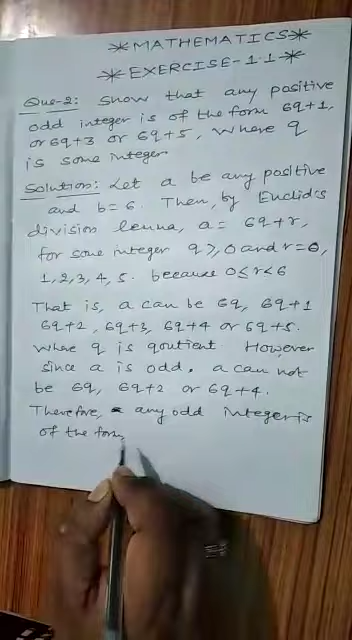 *MATHEMATICS*
*EXERCISE-1.1-*
Que-2: Show that any positive
odd integer is of the form 6q+1,
or 6q+3 or 6q+5, where q
is some integer
Solution: Let a be any positive
and b=6. Then, by Euclid's
division lemma, a = 6q+r,
for some integer q≥0 and r=0,
1,2,3,4,5. because 0≤r<6
That is, a can be 6q, 6q+1
6q+2, 6q+3, 6q+4 or 6q+5.
where q is qoutient. However
since a is odd. a can not
be 6q, 6q+2 or 6q+4.
Therefore, any odd integer is
of the form